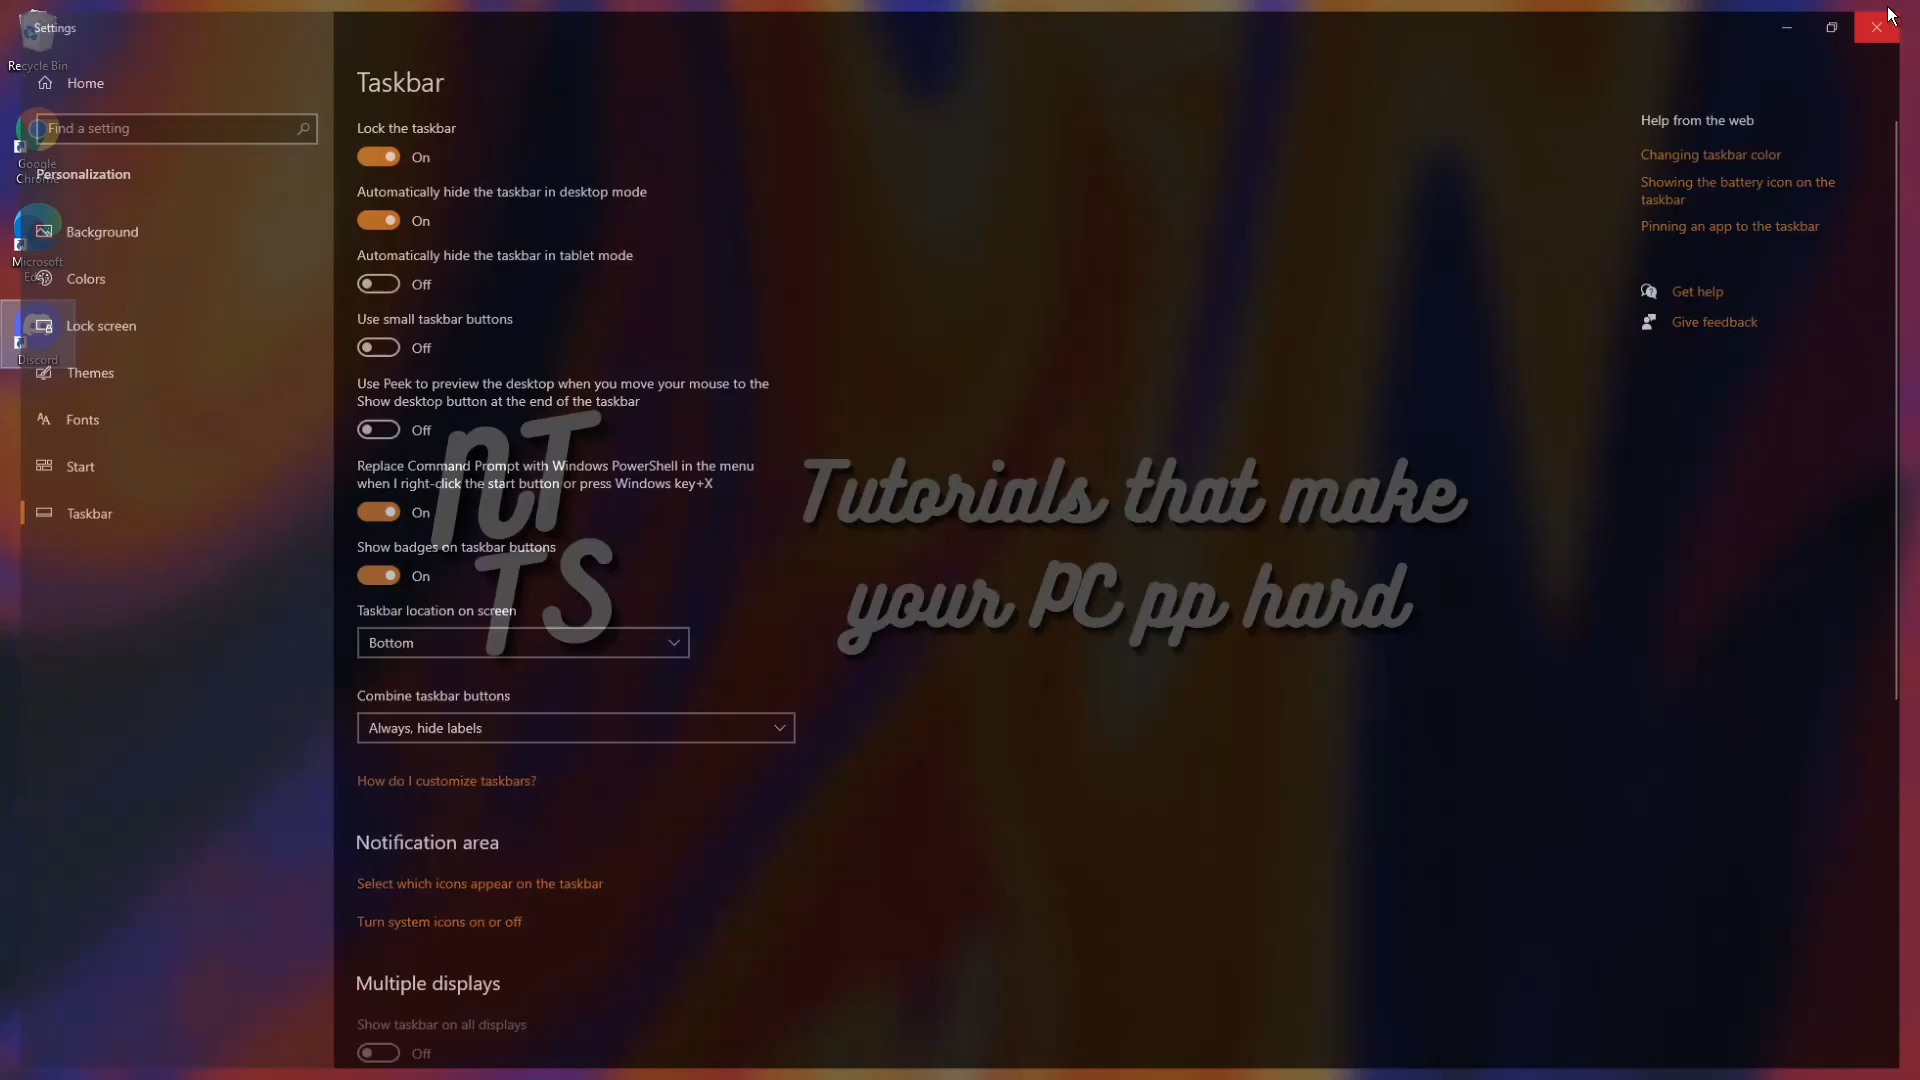 Settings
Recycle Bin
Home
Find a setting
Google
Personalization
Background
Microsoft
Colors
Lock screen
Discord
Themes
Fonts
Start
Taskbar
Taskbar
Lock the taskbar
On
Automatically hide the taskbar in desktop mode
On
Automatically hide the taskbar in tablet mode
Off
Use small taskbar buttons
Off
Use Peek to preview the desktop when you move your mouse to the
Show desktop button at the end of the taskbar
Off
Replace Command Prompt with Windows PowerShell in the menu
when I right-click the start button or press Windows key+X
On
Show badges on taskbar buttons
On
Taskbar location on screen
Bottom
Combine taskbar buttons
Always, hide labels
How do I customize taskbars?
Notification area
Select which icons appear on the taskbar
Turn system icons on or off
Multiple displays
Show taskbar on all displays
Off
TS
Tutorials that make
your PC pp hard
Help from the web
Changing taskbar color
Showing the battery icon on the
taskbar
Pinning an app to the taskbar
Get help
Give feedback